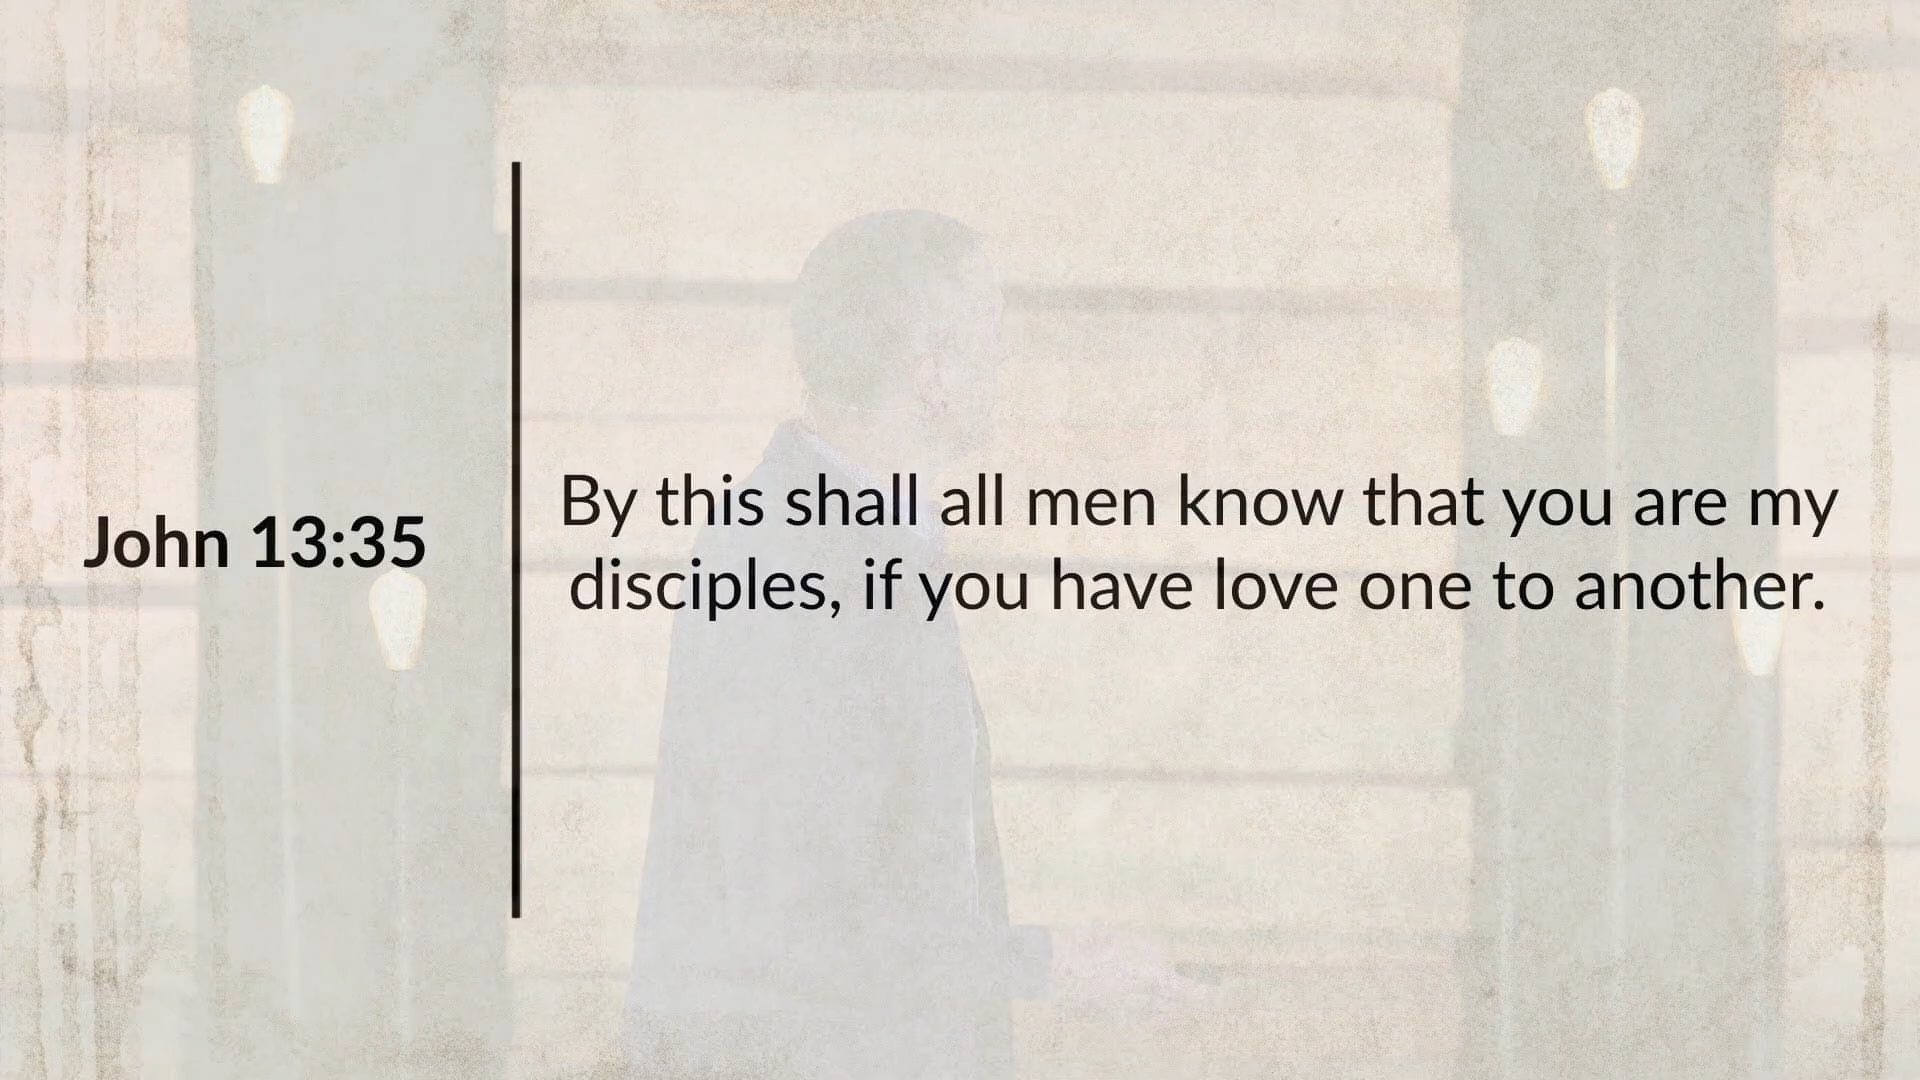 John 13:35
By this shall all men know that you are my
disciples, if you have love one to another.